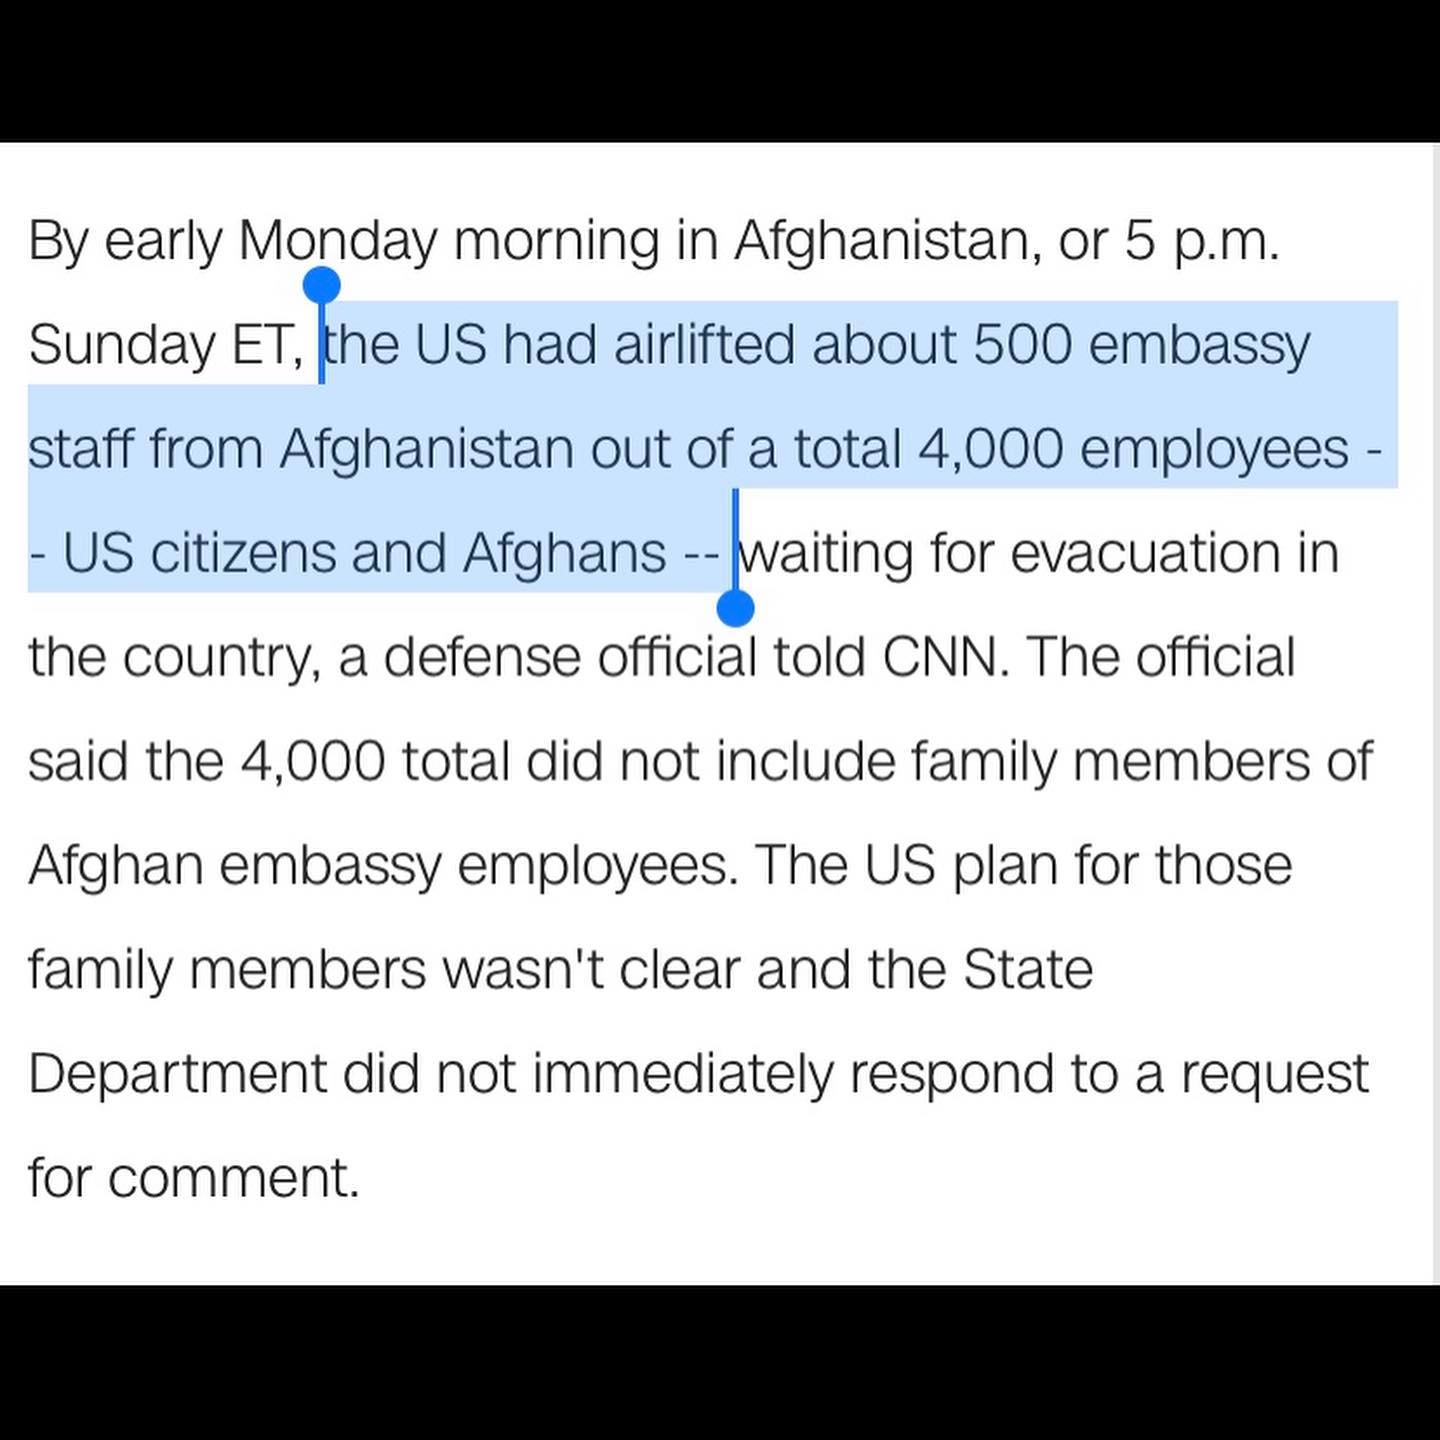 By early Monday morning in Afghanistan, or 5 p.m.
Sunday ET, the US had airlifted about 500 embassy
staff from Afghanistan out of a total 4,000 employees -
- US citizens and Afghans -- waiting for evacuation in
the country, a defense official told CNN. The official
said the 4,000 total did not include family members of
Afghan embassy employees. The US plan for those
family members wasn't clear and the State
Department did not immediately respond to a request
for comment.